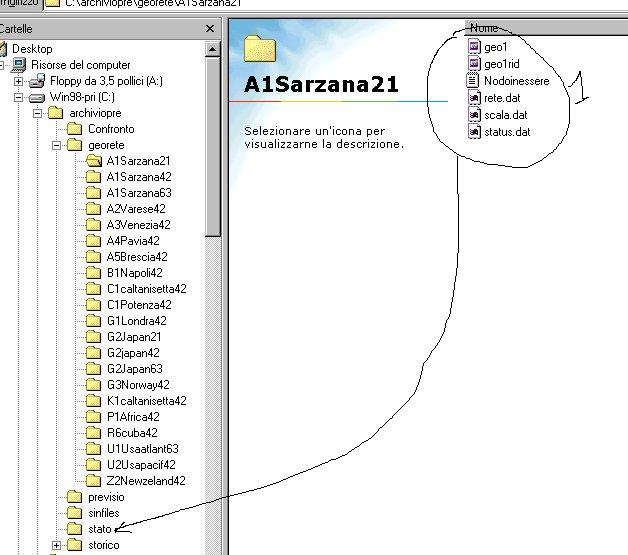 C:\archiviopre\georete\A1Sarzana21
Cartelle
Desktop
Risorse del computer
Floppy da 3,5 pollici (A:)
Win98-pri (C:)
archiviopre
Confronto
georete
A1Sarzana21
A1Sarzana42
A1Sarzana63
A2Varese42
A3Venezia42
A4Pavia42
A5Brescia42
B1Napoli42
C1caltanisetta42
C1Potenza42
G1Londra42
G2Japan21
G2japan42
G2Japan63
G3Norway42
K1caltanisetta42
P1Africa42
R6cuba42
U1Usaatlant63
U2Usapacif42
Z2Newzeland42
previsio
sinfiles
stato
storico
A1Sarzana21
Selezionare un'icona per
visualizzarne la descrizione.
Nome
geo1
geo1rid
Nodoinessere
rete.dat
scala.dat
status.dat
1